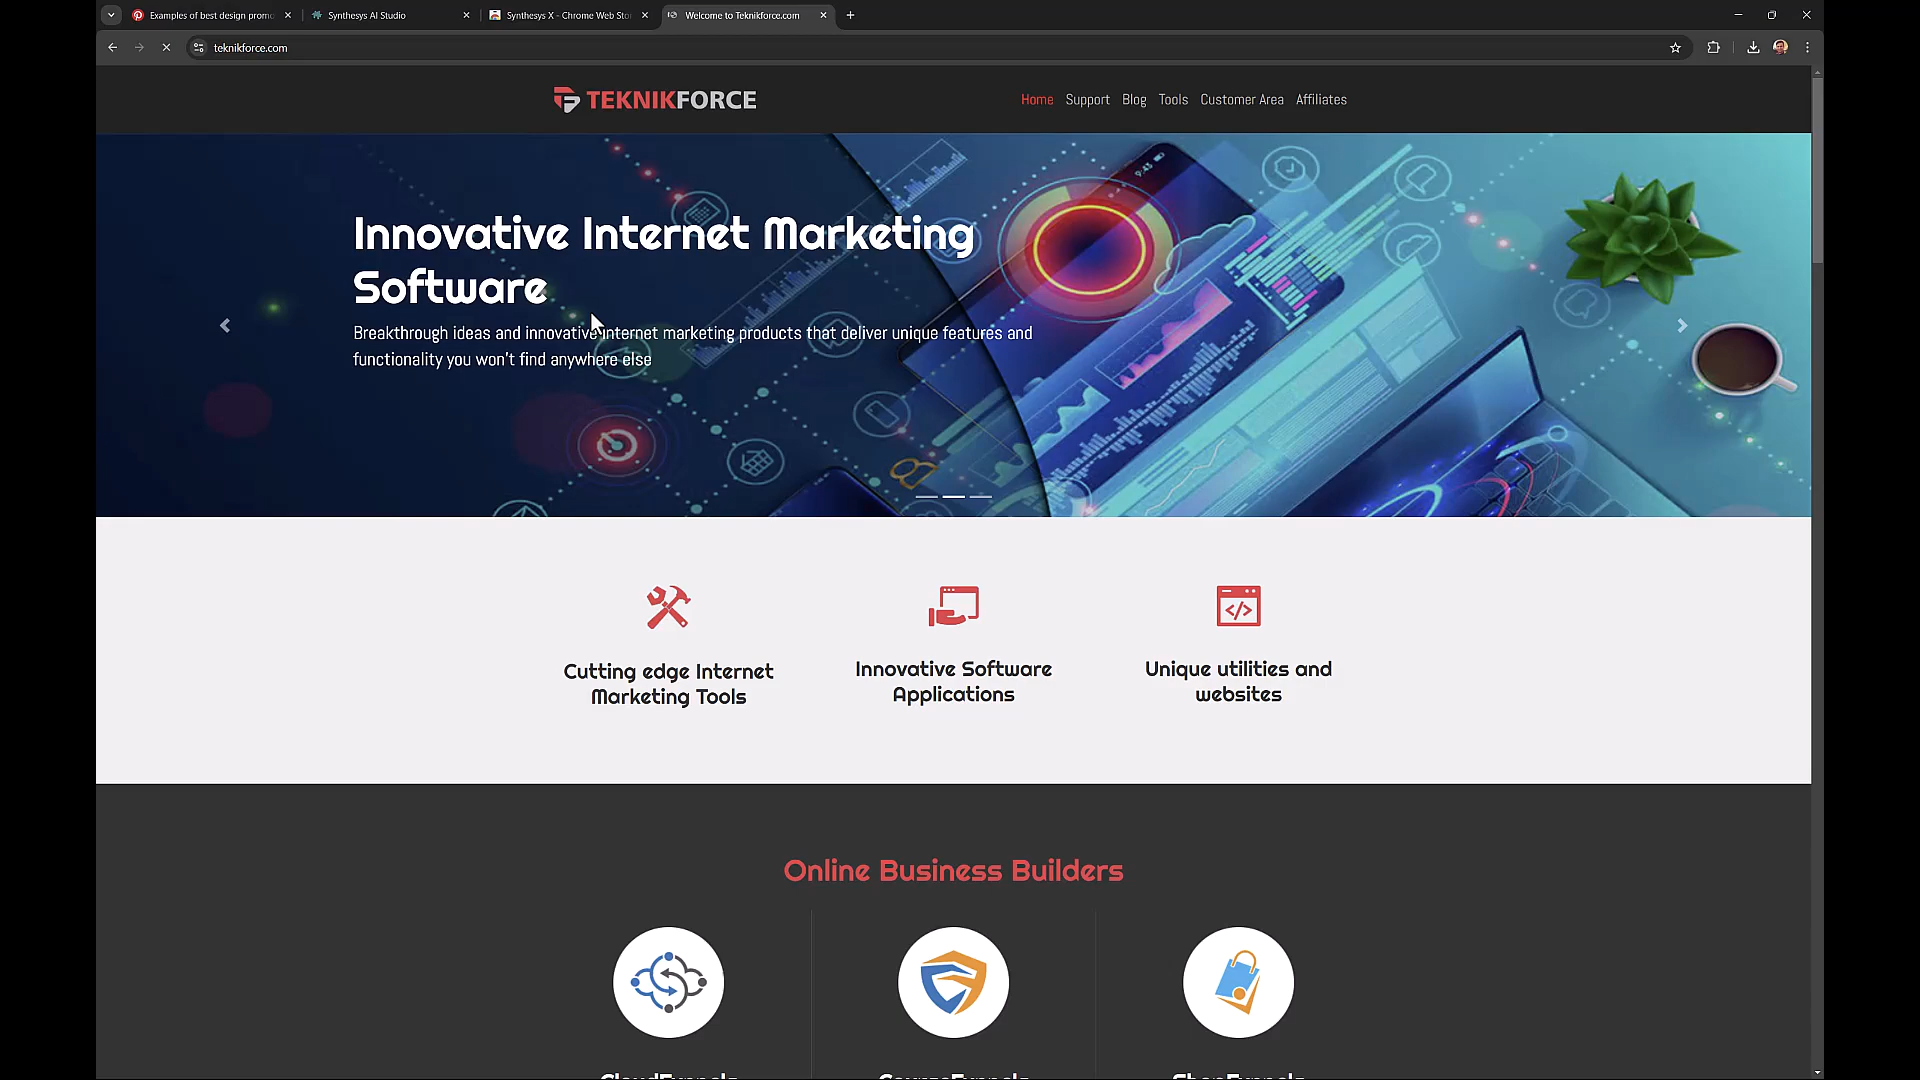 Examples of best design promo
Synthesys AI Studio
Synthesys X - Chrome Web Sto
Welcome to Teknikforce.com
teknikforce.com
TEKNIKFORCE
Home
Support
Blog
Tools
Customer Area
Affiliates
9:43
Innovative Internet Marketing
Software
Breakthrough ideas and innovative internet marketing products that deliver unique features and
functionality you won't find anywhere else
Cutting edge Internet
Marketing Tools
Innovative Software
Applications
Unique utilities and
websites
Online Business Builders